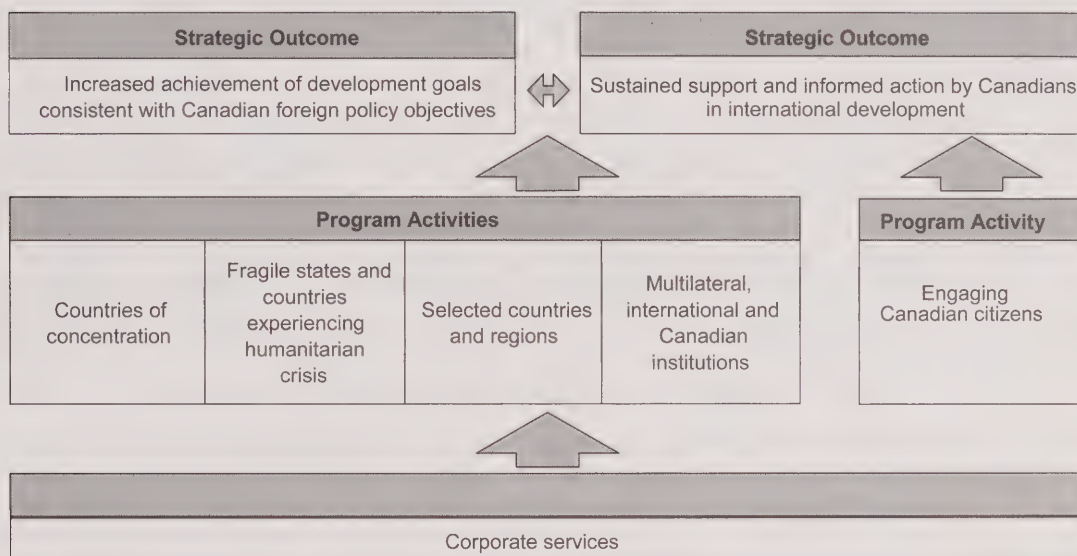 Strategic Outcome
Increased achievement of development goals
consistent with Canadian foreign policy objectives
Strategic Outcome
Sustained support and informed action by Canadians
in international development
Program Activities
Countries of
concentration
Fragile states and
countries
experiencing
humanitarian
crisis
Selected countries
and regions
Multilateral,
international and
Canadian
institutions
Program Activity
Engaging
Canadian citizens
Corporate services